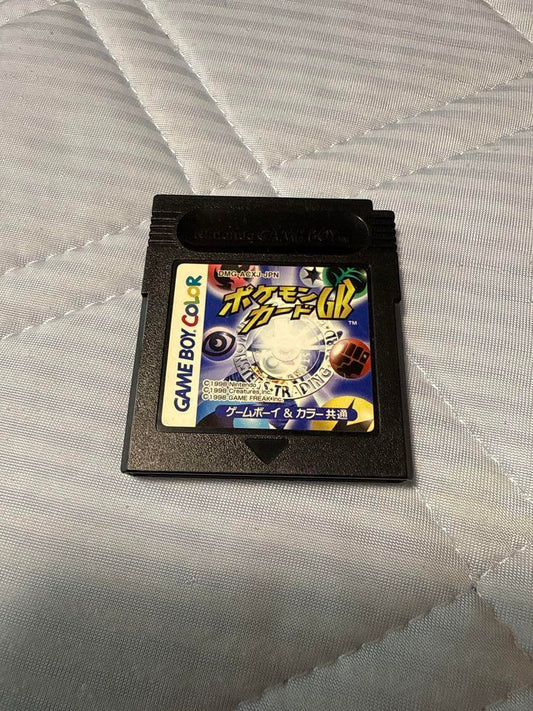 Nintendo GAME BOY
DMG-ACXJ-JPN
ポケモン
カードGB
TM
GAME BOY COLOR
TRADING
©1998 Nintendo
©1998 Creatures inc.
©1998 GAME FREAK inc.
ゲームボーイ & カラー共通